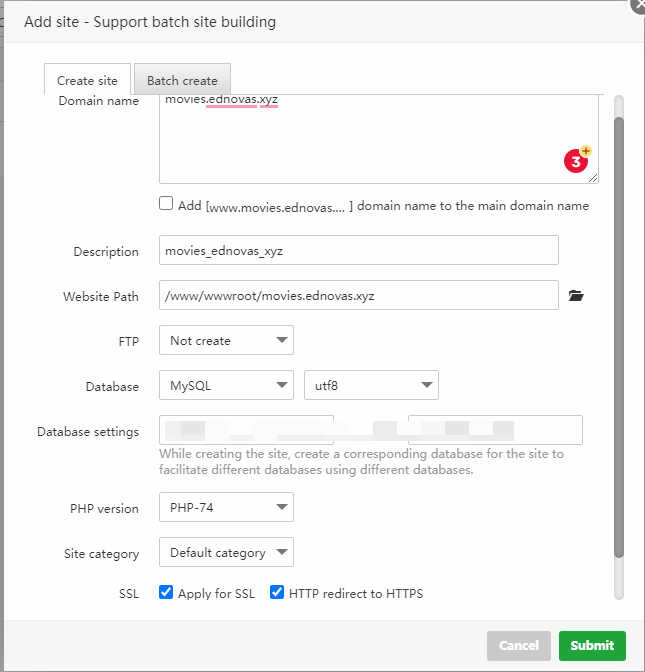 Add site - Support batch site building
Create site
Batch create
Domain name
movies.ednovas.xyz
3
+
Add [www.movies.ednovas.... ] domain name to the main domain name
Description
movies_ednovas_xyz
Website Path
/www/wwwroot/movies.ednovas.xyz
FTP
Not create
Database
MySQL
utf8
Database settings
While creating the site, create a corresponding database for the site to
facilitate different databases using different databases.
PHP version
PHP-74
Site category
Default category
SSL
Apply for SSL
HTTP redirect to HTTPS
Cancel
Submit